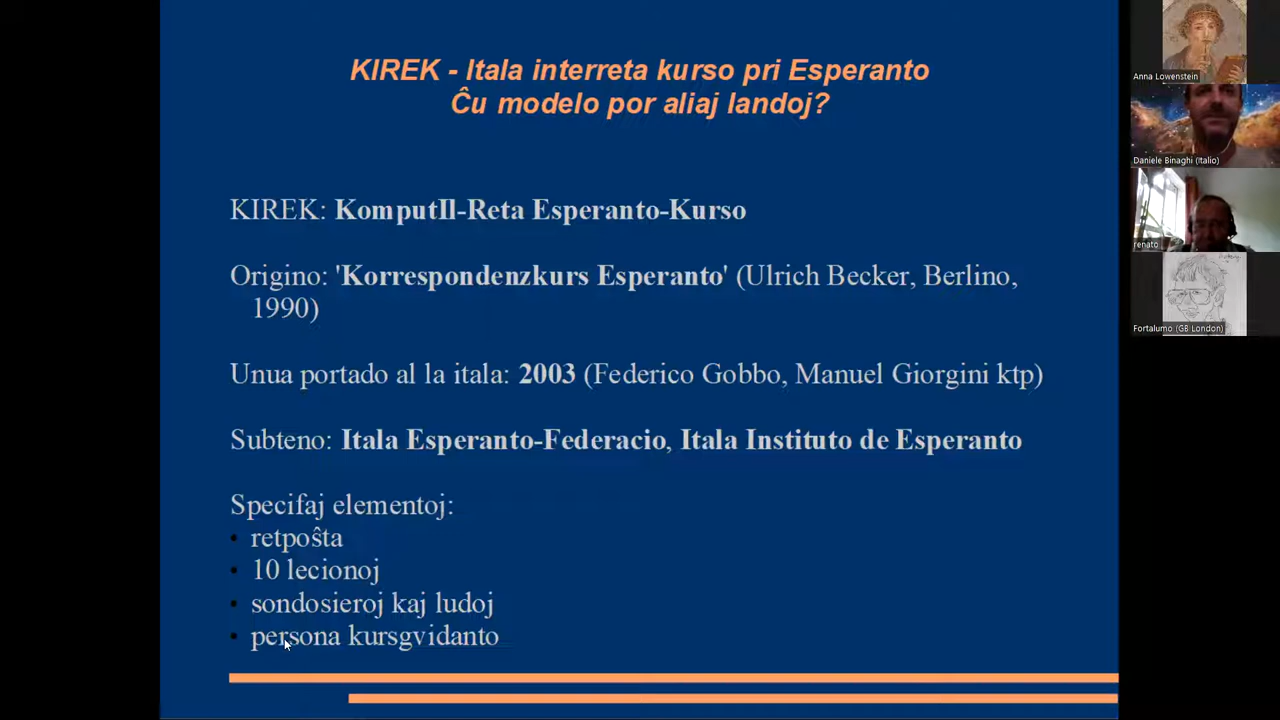 KIREK - Itala interreta kurso pri Esperanto
Ĉu modelo por aliaj landoj?
KIREK: KomputIl-Reta Esperanto-Kurso
Origino: 'Korrespondenzkurs Esperanto' (Ulrich Becker, Berlino,
1990)
Unua portado al la itala: 2003 (Federico Gobbo, Manuel Giorgini ktp)
Subteno: Itala Esperanto-Federacio, Itala Instituto de Esperanto
Specifaj elementoj:
• retpoŝta
• 10 lecionoj
• sondosieroj kaj ludoj
• persona kursgvidanto
Anna Lowenstein
Daniele Binaghi (Italio)
renato
Fortalumo (GB London)